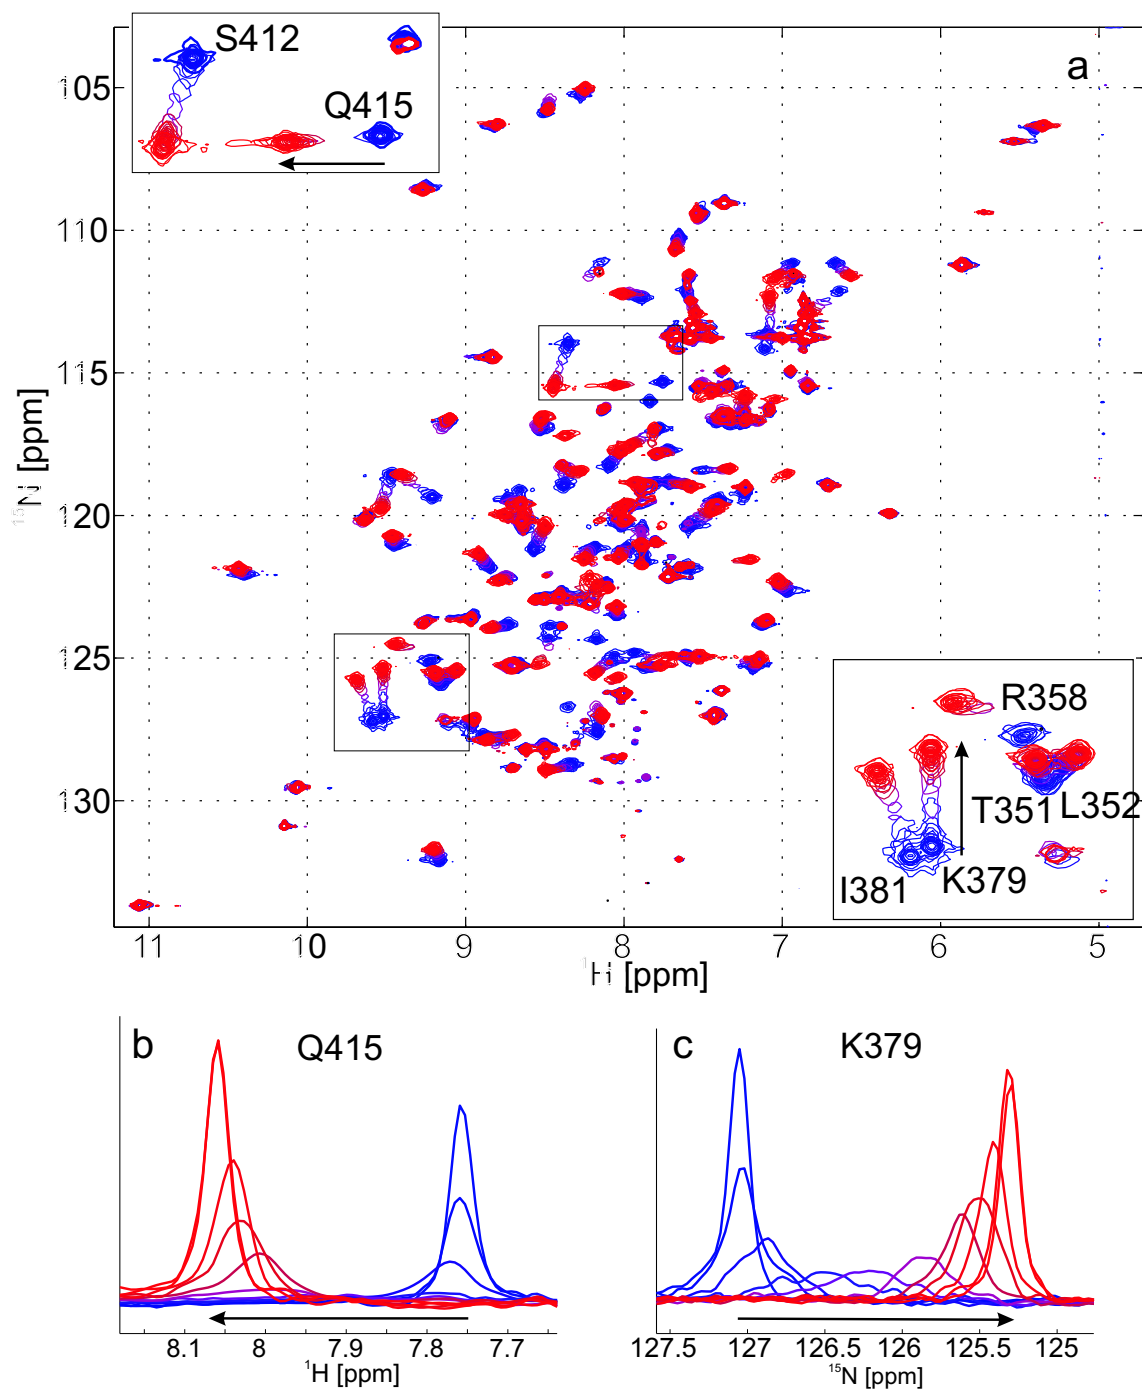 S412
Q415
a
105
110
115
120
125
130
15N [ppm]
R358
T351 L352
I381 K379
11 10 9 8 7 6 5
1H [ppm]
b Q415
c K379
8.1 8 7.9 7.8 7.7
1H [ppm]
127.5 127 126.5 126 125.5 125
15N [ppm]